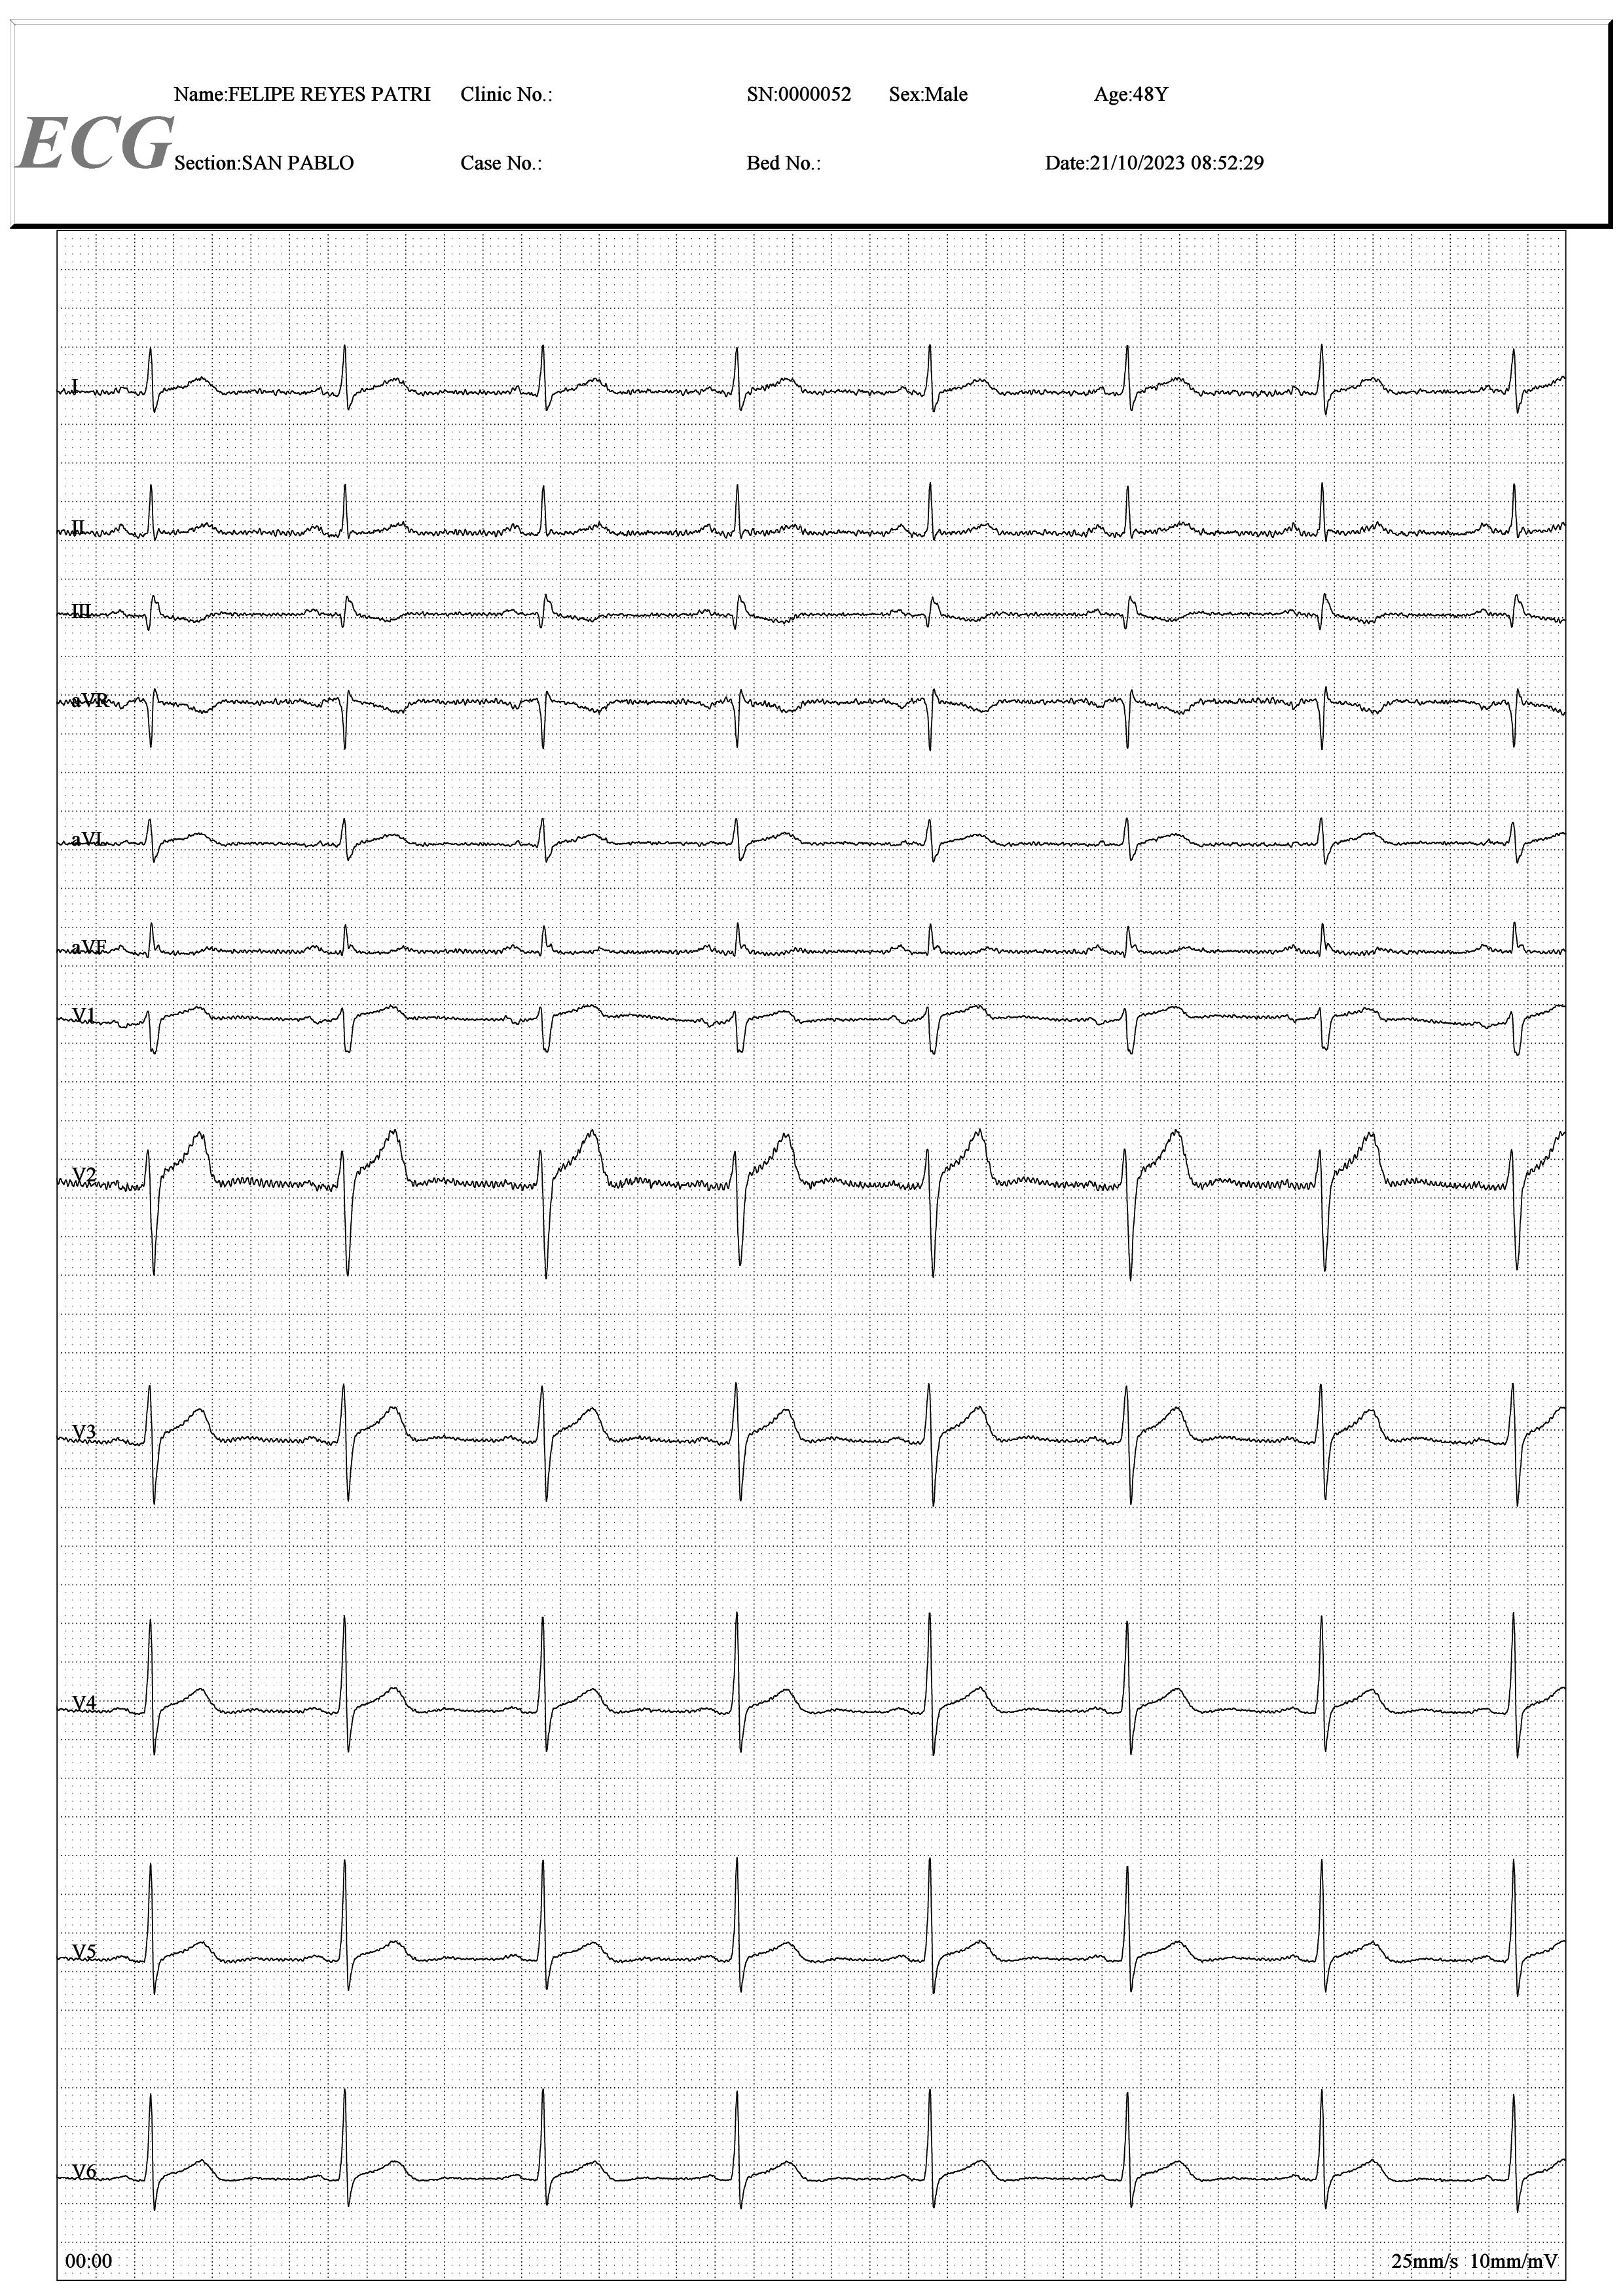 Name:FELIPE REYES PATRI Clinic No.: SN:0000052 Sex:Male Age:48Y
ECG
Section:SAN PABLO Case No.: Bed No.: Date:21/10/2023 08:52:29
I
II
III
aVR
aVL
aVF
V1
V2
V3
V4
V5
V6
00:00 25mm/s 10mm/mV